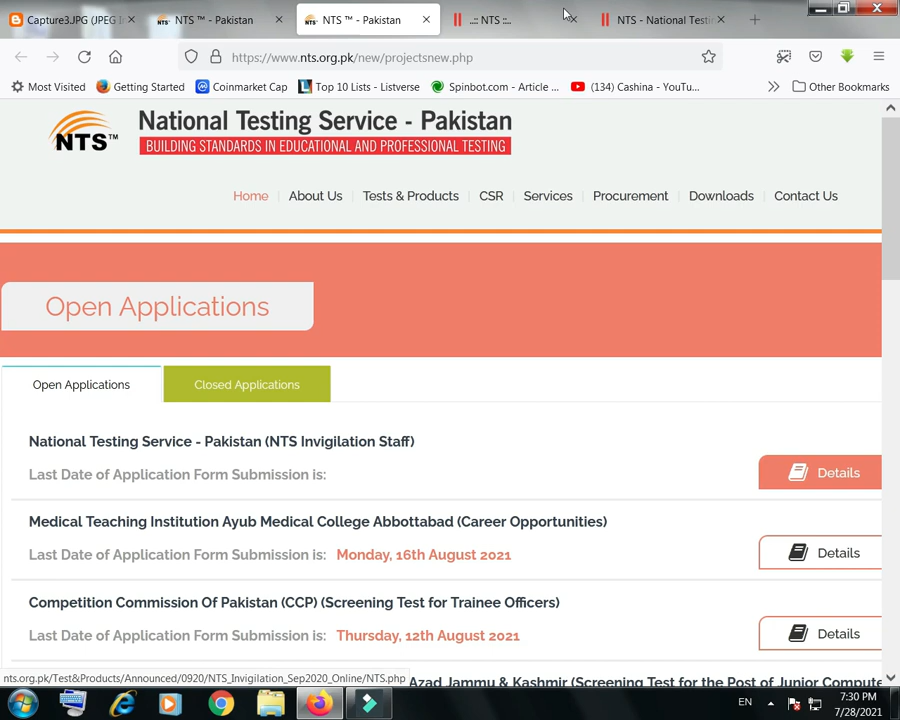 Capture3.JPG (JPEG I
NTS ™ - Pakistan
NTS ™ - Pakistan
..:: NTS ::..
NTS - National Testin
https://www.nts.org.pk/new/projectsnew.php
Most Visited
Getting Started
Coinmarket Cap
Top 10 Lists - Listverse
Spinbot.com - Article ...
(134) Cashina - YouTu...
Other Bookmarks
NTS™
National Testing Service - Pakistan
BUILDING STANDARDS IN EDUCATIONAL AND PROFESSIONAL TESTING
Home
About Us
Tests & Products
CSR
Services
Procurement
Downloads
Contact Us
Open Applications
Open Applications
Closed Applications
National Testing Service - Pakistan (NTS Invigilation Staff)
Last Date of Application Form Submission is:
Details
Medical Teaching Institution Ayub Medical College Abbottabad (Career Opportunities)
Last Date of Application Form Submission is: Monday, 16th August 2021
Details
Competition Commission Of Pakistan (CCP) (Screening Test for Trainee Officers)
Last Date of Application Form Submission is: Thursday, 12th August 2021
Details
nts.org.pk/Test&Products/Announced/0920/NTS_Invigilation_Sep2020_Online/NTS.php
Azad Jammu & Kashmir (Screening Test for the Post of Junior Compute
EN
7:30 PM
7/28/2021